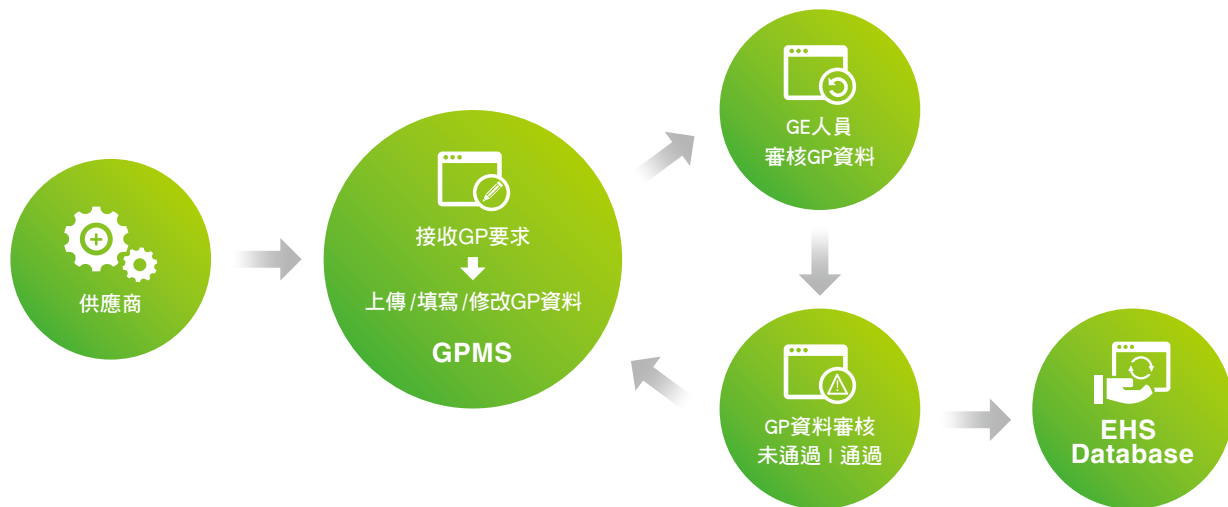 供應商
接收GP要求
上傳/填寫/修改GP資料
GPMS
GE人員
審核GP資料
GP資料審核
未通過 | 通過
EHS
Database